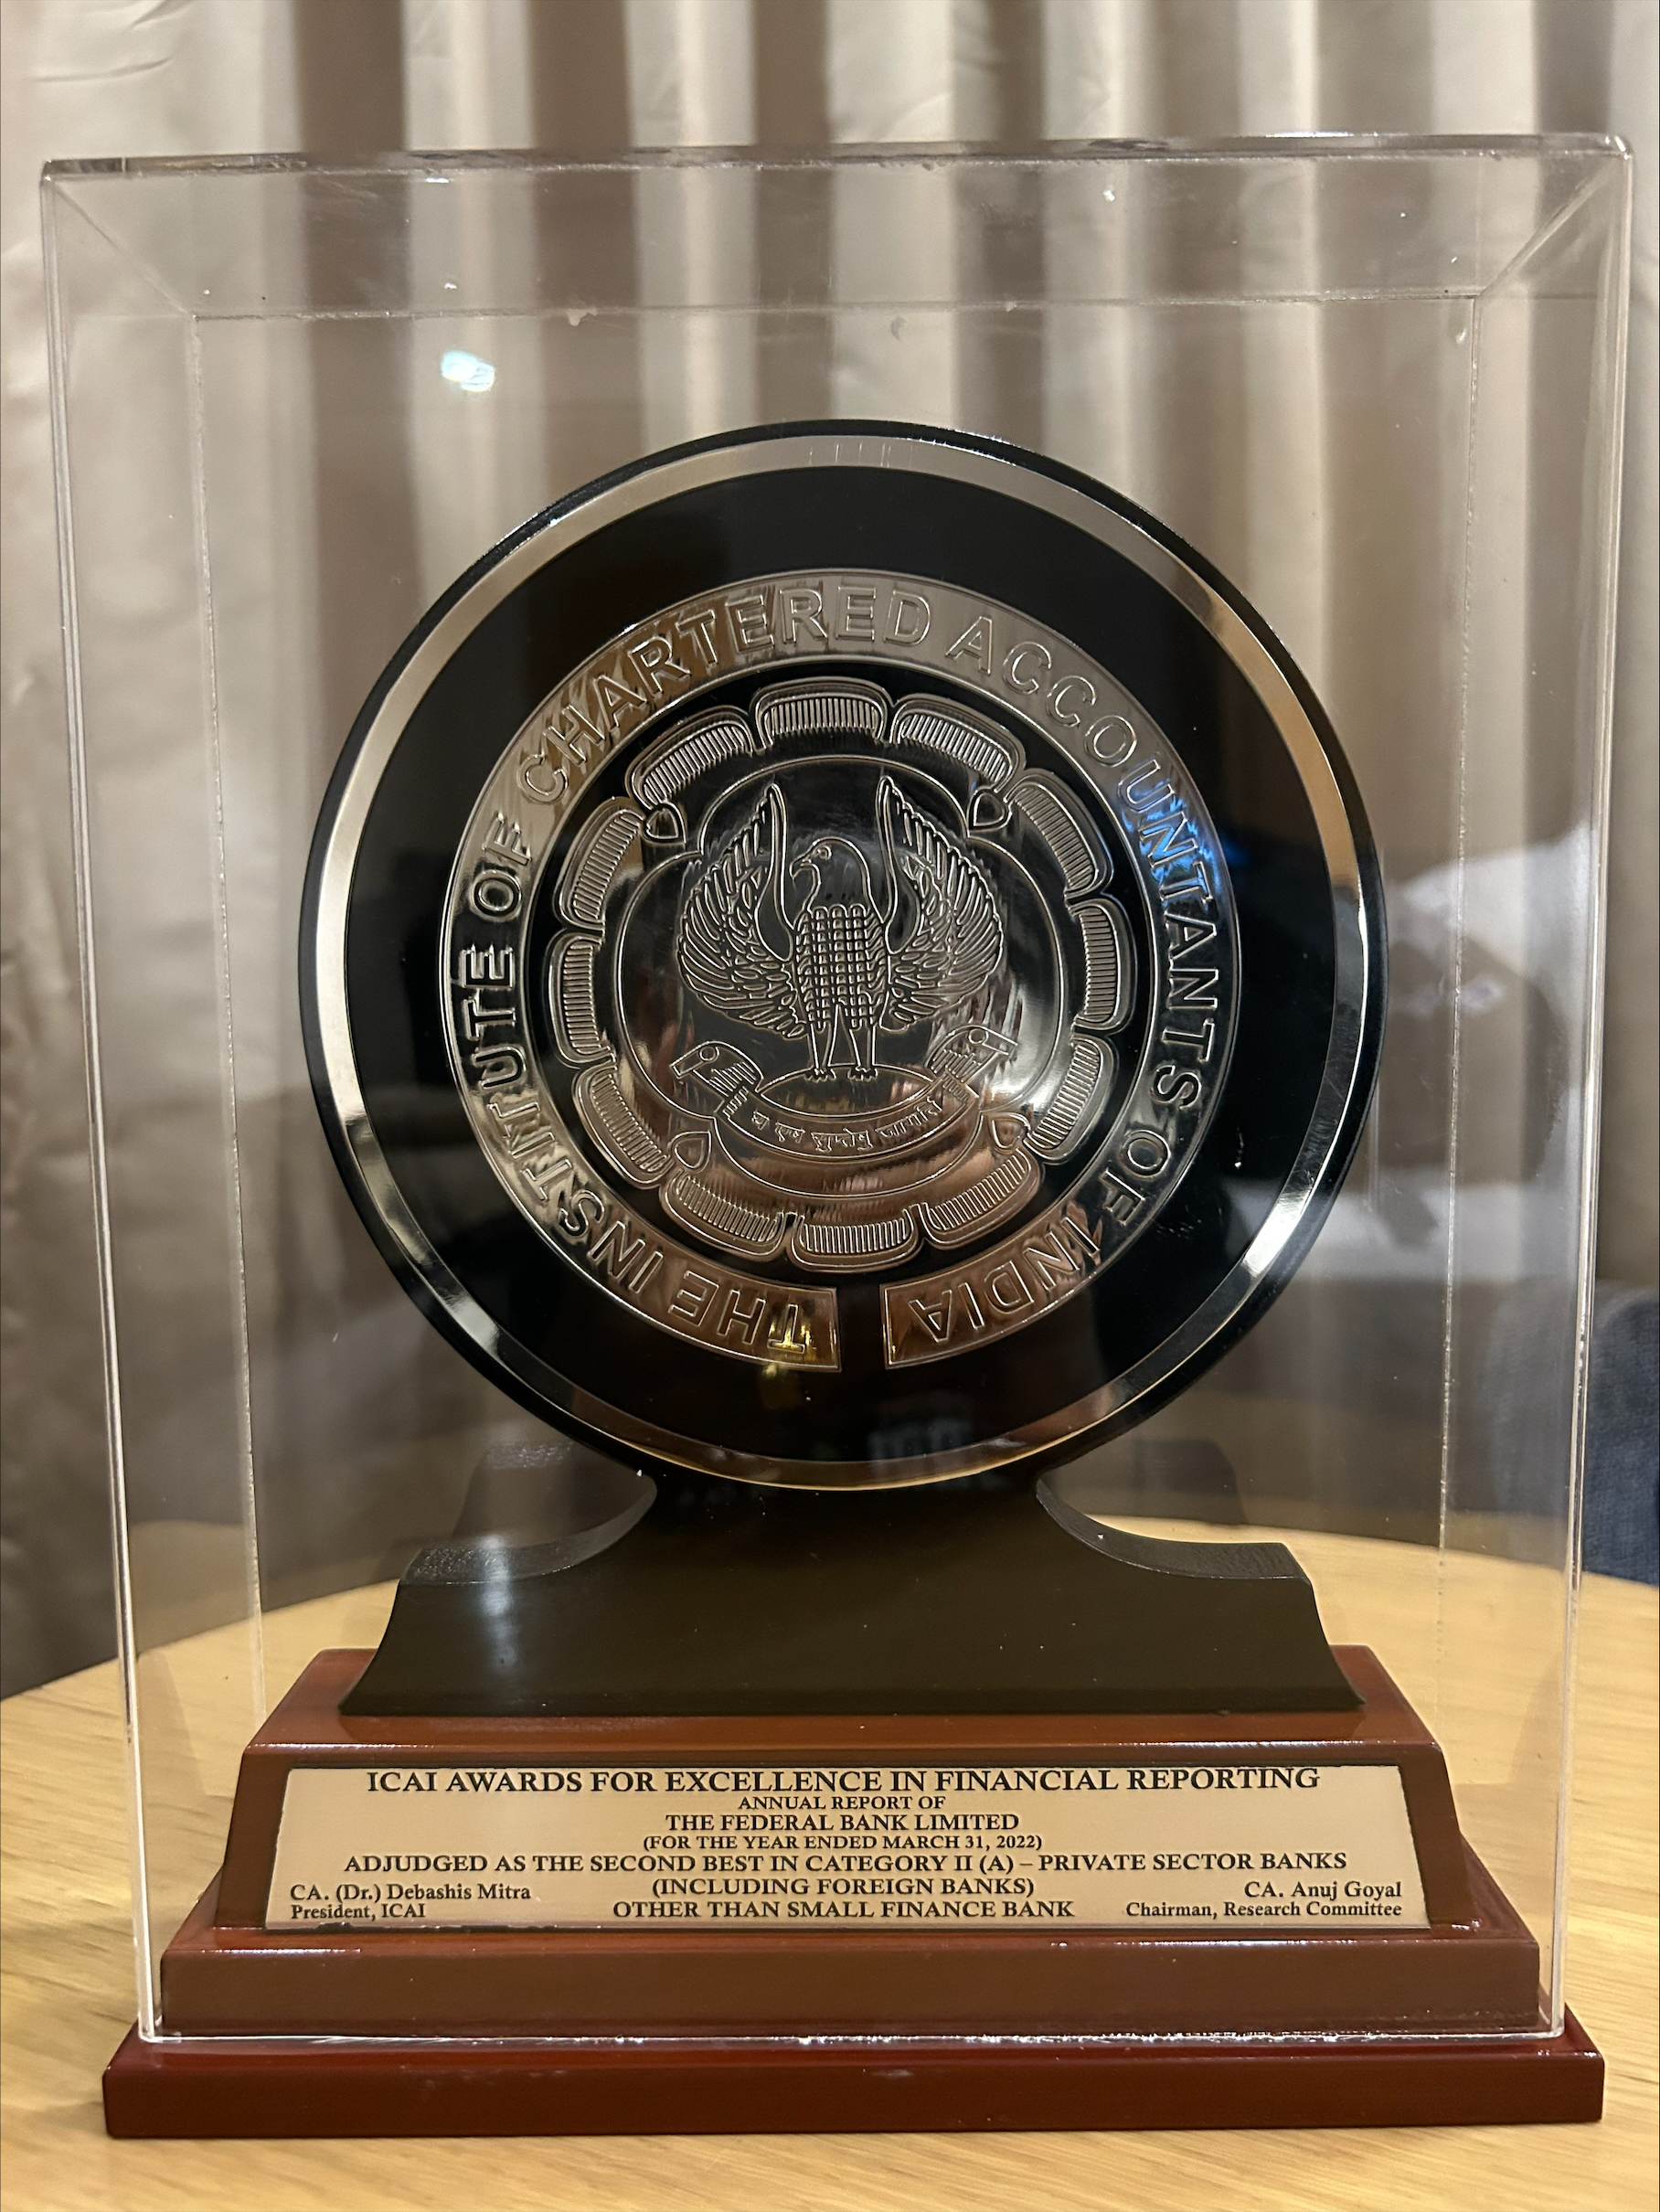 THE INSTITUTE OF CHARTERED ACCOUNTANTS OF INDIA
य एष सुप्तेषु जागर्ति
ICAI AWARDS FOR EXCELLENCE IN FINANCIAL REPORTING
ANNUAL REPORT OF
THE FEDERAL BANK LIMITED
(FOR THE YEAR ENDED MARCH 31, 2022)
ADJUDGED AS THE SECOND BEST IN CATEGORY II (A) – PRIVATE SECTOR BANKS
(INCLUDING FOREIGN BANKS)
OTHER THAN SMALL FINANCE BANK
CA. (Dr.) Debashis Mitra
President, ICAI
CA. Anuj Goyal
Chairman, Research Committee